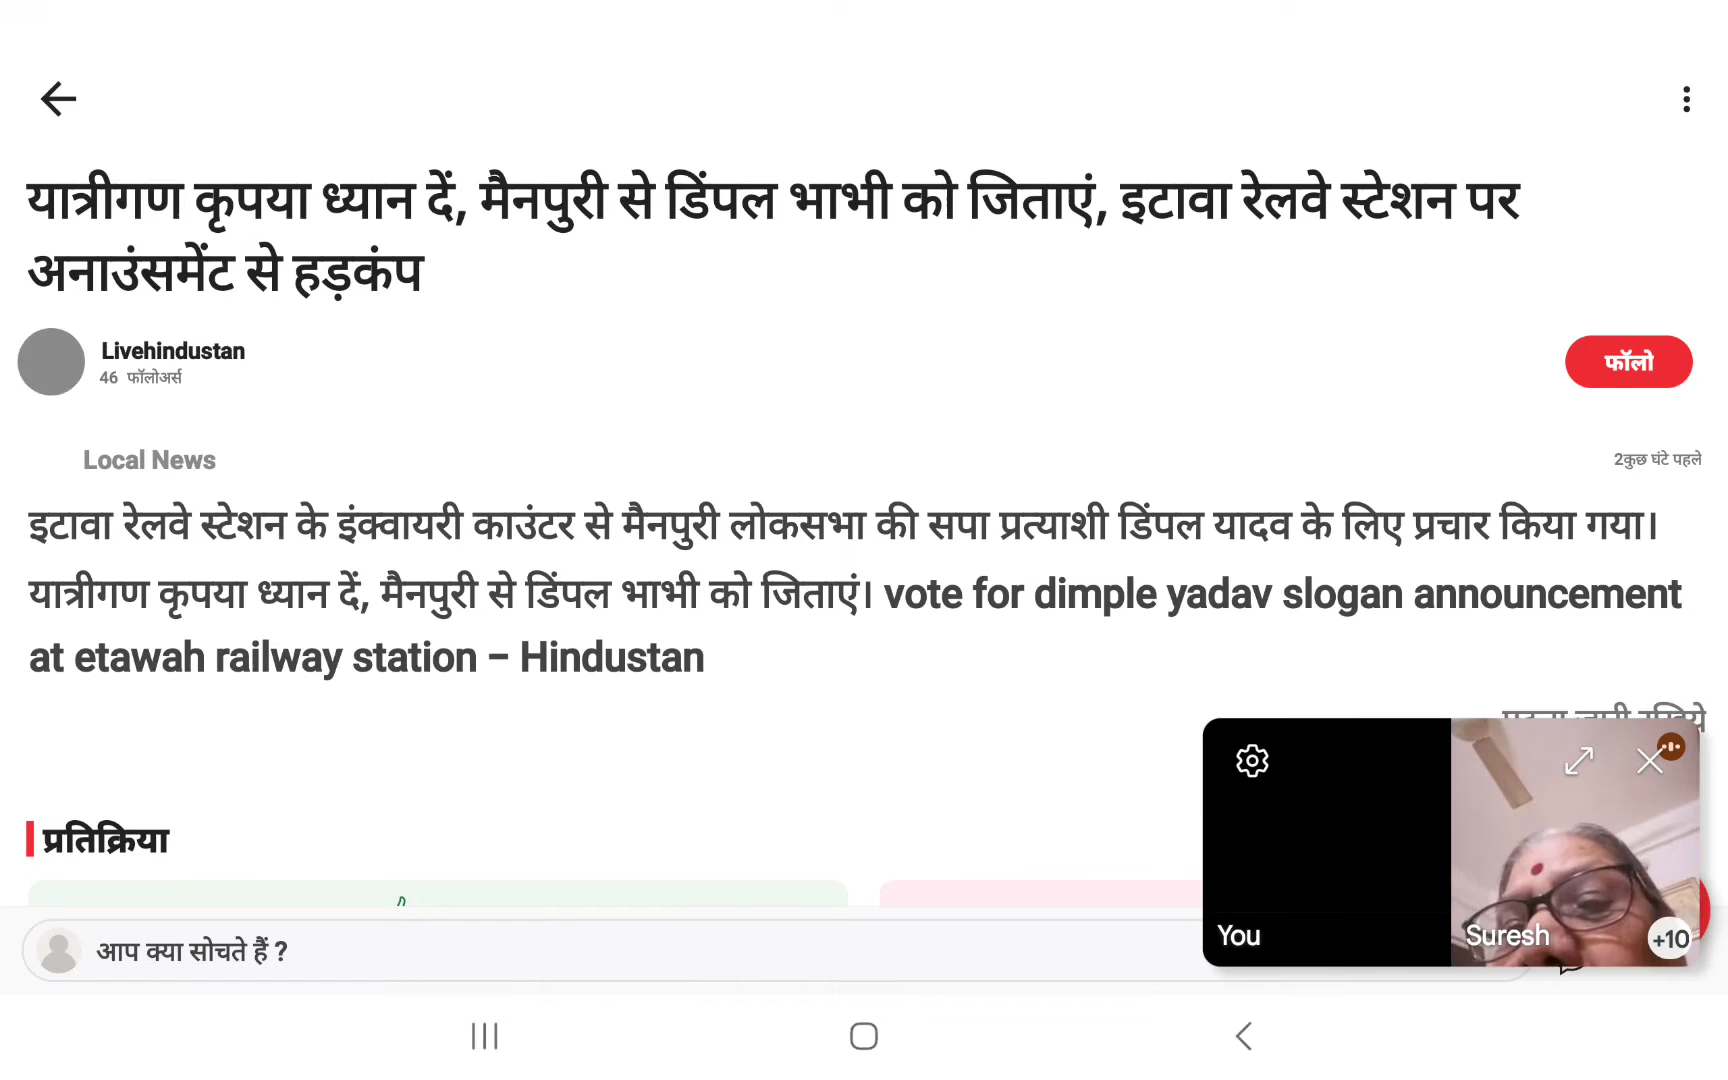 यात्रीगण कृपया ध्यान दें, मैनपुरी से डिंपल भाभी को जिताएं, इटावा रेलवे स्टेशन पर
अनाउंसमेंट से हड़कंप
Livehindustan
46 फॉलोअर्स
फॉलो
Local News
2कुछ घंटे पहले
इटावा रेलवे स्टेशन के इंक्वायरी काउंटर से मैनपुरी लोकसभा की सपा प्रत्याशी डिंपल यादव के लिए प्रचार किया गया।
यात्रीगण कृपया ध्यान दें, मैनपुरी से डिंपल भाभी को जिताएं। vote for dimple yadav slogan announcement
at etawah railway station – Hindustan
प्रतिक्रिया
You
Suresh
+10
आप क्या सोचते हैं ?